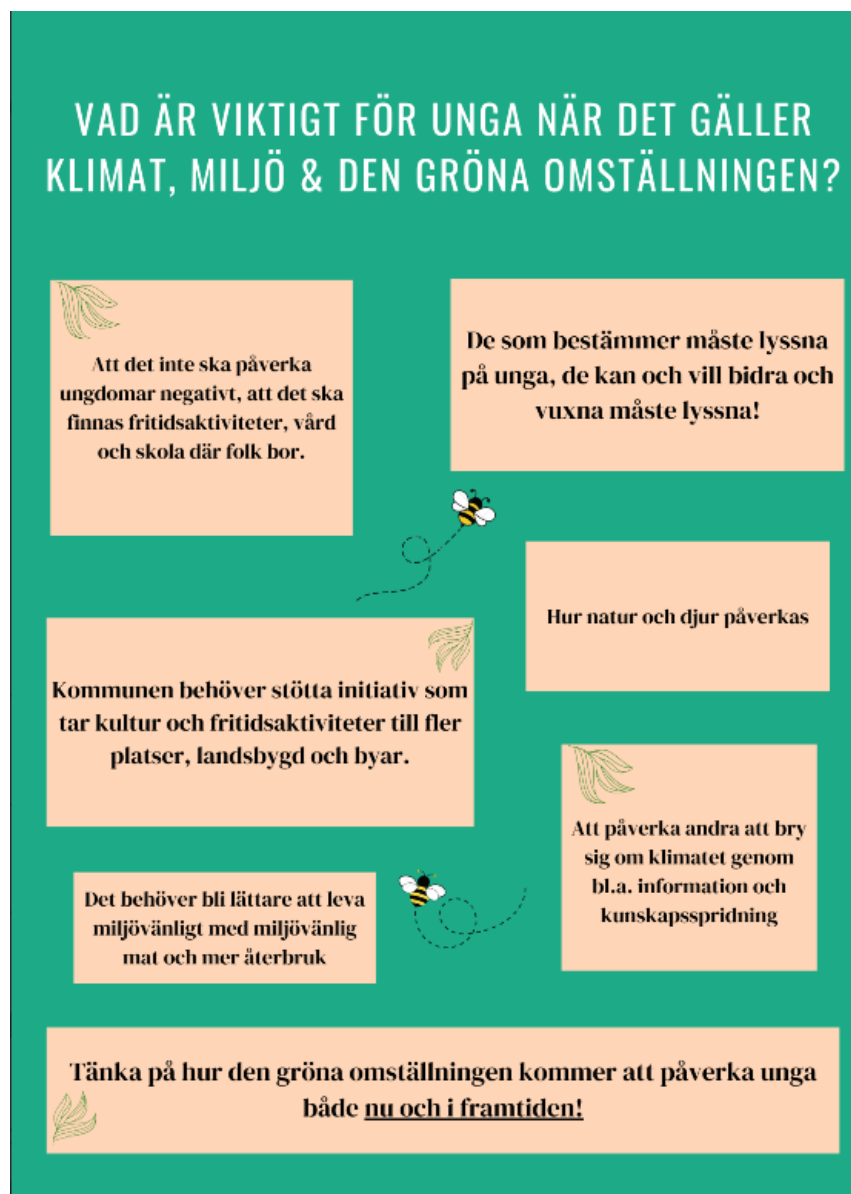 VAD ÄR VIKTIGT FÖR UNGA NÄR DET GÄLLER
KLIMAT, MILJÖ & DEN GRÖNA OMSTÄLLNINGEN?
Att det inte ska påverka
ungdomar negativt, att det ska
finnas fritidsaktiviteter, vård
och skola där folk bor.
De som bestämmer måste lyssna
på unga, de kan och vill bidra och
vuxna måste lyssna!
Hur natur och djur påverkas
Kommunen behöver stötta initiativ som
tar kultur och fritidsaktiviteter till fler
platser, landsbygd och byar.
Att påverka andra att bry
sig om klimatet genom
bl.a. information och
kunskapsspridning
Det behöver bli lättare att leva
miljövänligt med miljövänlig
mat och mer återbruk
Tänka på hur den gröna omställningen kommer att påverka unga
både nu och i framtiden!